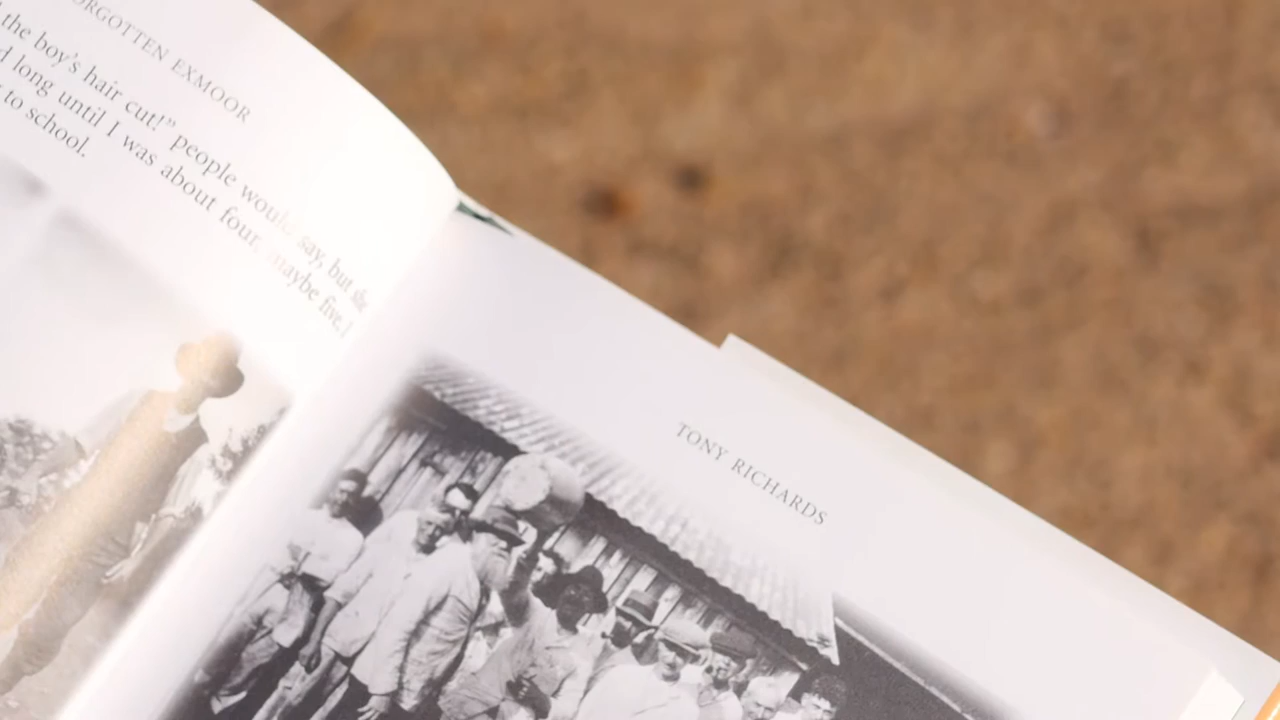 ORGOTTEN EXMOOR
the boy's hair cut!" people would say, but she
long until I was about four, maybe five. I
to school.
TONY RICHARDS